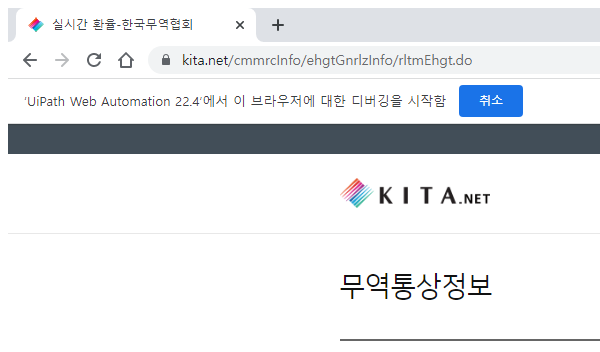 실시간 환율-한국무역협회
kita.net/cmmrcInfo/ehgtGnrlzInfo/rltmEhgt.do
'UiPath Web Automation 22.4'에서 이 브라우저에 대한 디버깅을 시작함 취소
KITA.NET
무역통상정보